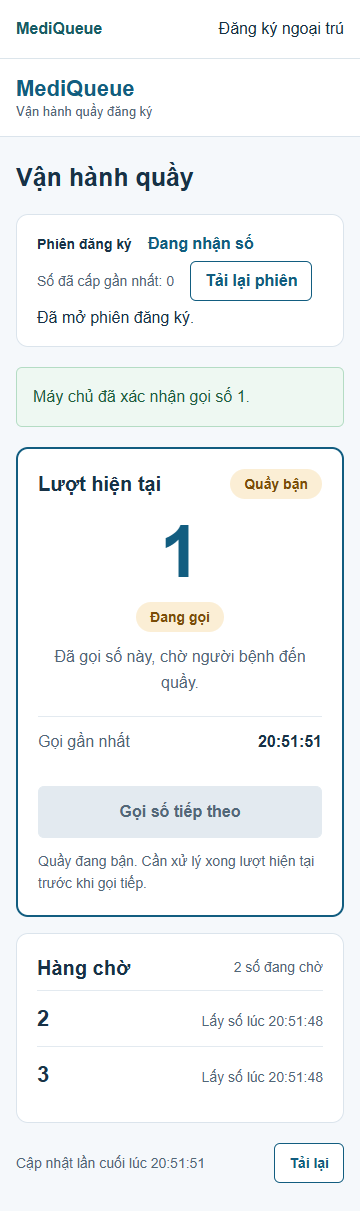 MediQueue
Đăng ký ngoại trú
MediQueue
Vận hành quầy đăng ký
Vận hành quầy
Phiên đăng ký
Đang nhận số
Số đã cấp gần nhất: 0
Tải lại phiên
Đã mở phiên đăng ký.
Máy chủ đã xác nhận gọi số 1.
Lượt hiện tại
Quầy bận
1
Đang gọi
Đã gọi số này, chờ người bệnh đến
quầy.
Gọi gần nhất
20:51:51
Gọi số tiếp theo
Quầy đang bận. Cần xử lý xong lượt hiện tại
trước khi gọi tiếp.
Hàng chờ
2 số đang chờ
2
Lấy số lúc 20:51:48
3
Lấy số lúc 20:51:48
Cập nhật lần cuối lúc 20:51:51
Tải lại